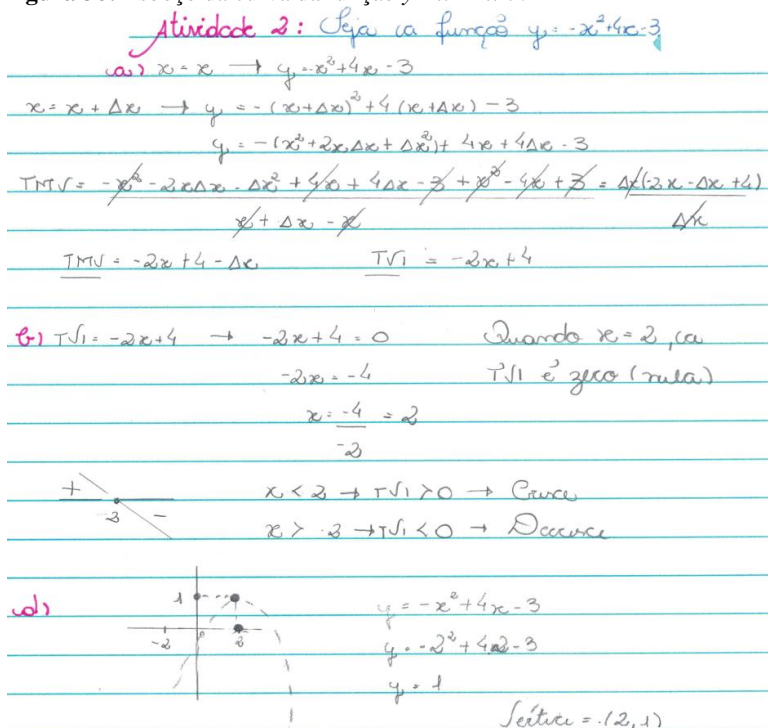 Atividade 2: Seja a função y = -x²+4x-3
a) x = x → y = -x²+4x-3
x = x + Δx → y = -(x+Δx)² + 4(x+Δx) - 3
y = -(x²+2xΔx+Δx²)+ 4x + 4Δx - 3
TMV = -x² - 2xΔx - Δx² + 4x + 4Δx - 3 + x² - 4x + 3 = Δx(-2x - Δx + 4)
x + Δx - x Δx
TMV = -2x + 4 - Δx TVI = -2x + 4
b) TVI = -2x+4 → -2x+4 = 0 Quando x = 2, a
-2x = -4 TVI é zero (nula)
x = -4 = 2
-2
+ x < 2 → TVI > 0 → Cresce
-2 - x > 2 → TVI < 0 → Decresce
d) 1 y = -x² + 4x - 3
-2 0 2 y = -2² + 4.2 - 3
y = 1
Vértice = (2,1)